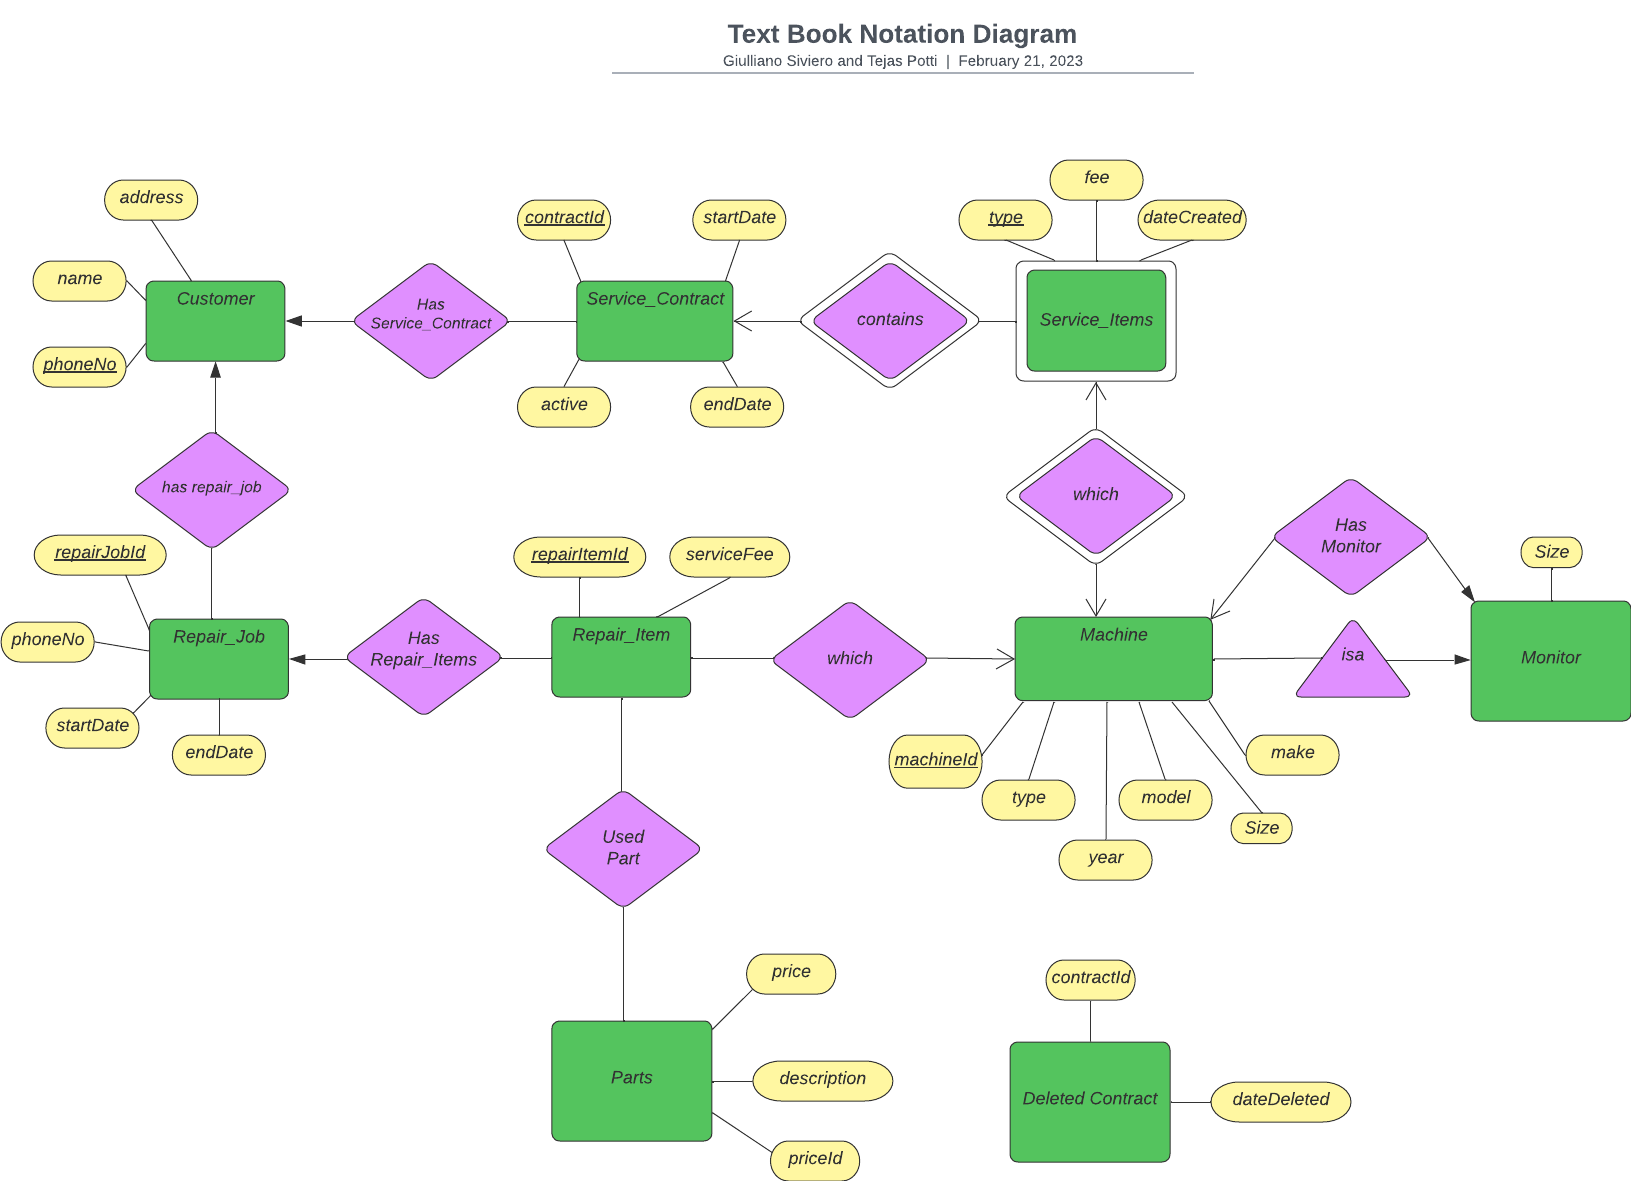 Text Book Notation Diagram
Giulliano Siviero and Tejas Potti | February 21, 2023
fee
address
type
dateCreated
contractId
startDate
name
Customer
Has
Service_Contract
Service_Contract
contains
Service_Items
phoneNo
active
endDate
has repair_job
which
Has
Monitor
repairJobId
repairItemId
serviceFee
Size
phoneNo
Repair_Job
Has
Repair_Items
Repair_Item
which
Machine
isa
Monitor
startDate
endDate
machineId
make
type
model
Size
year
Used
Part
price
contractId
Parts
description
Deleted Contract
dateDeleted
priceId